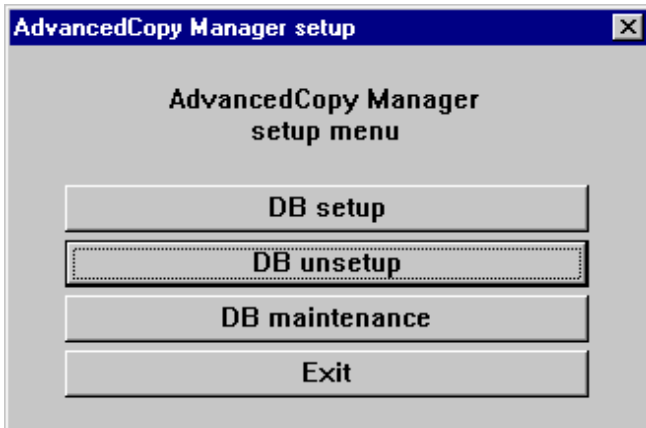 AdvancedCopy Manager setup
AdvancedCopy Manager
setup menu
DB setup
DB unsetup
DB maintenance
Exit